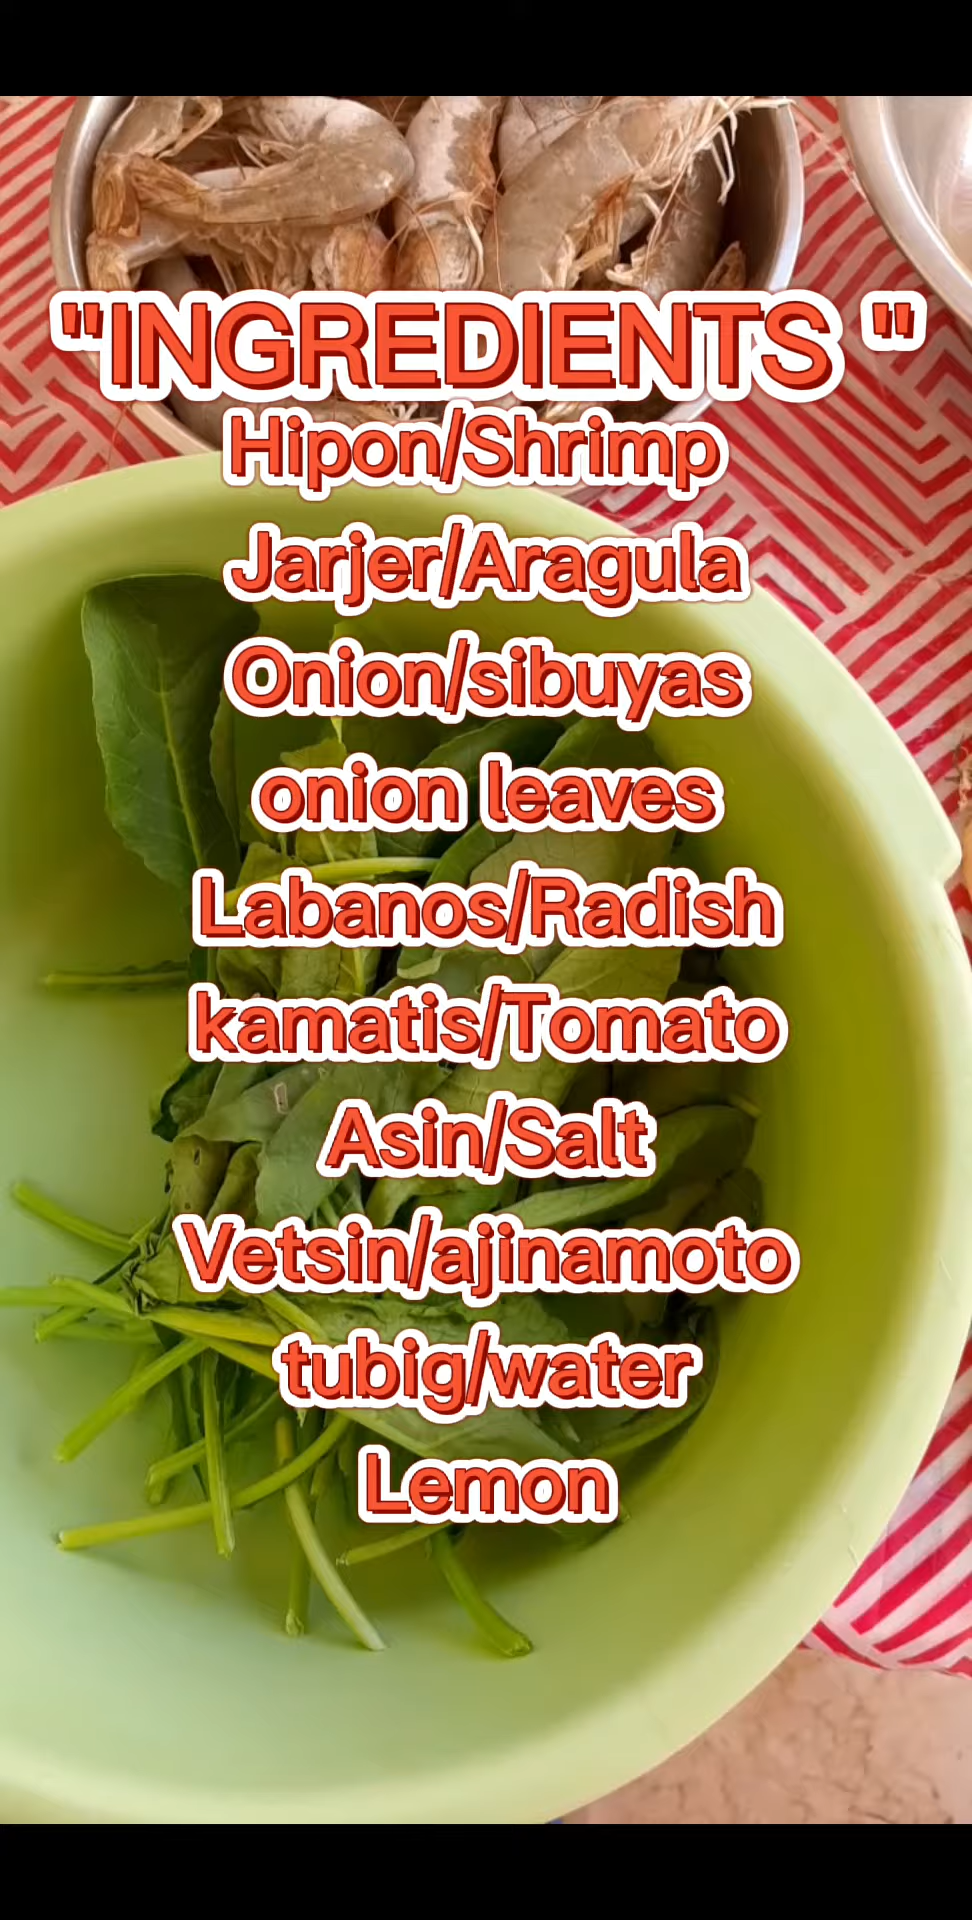 "INGREDIENTS "
Hipon/Shrimp
Jarjer/Aragula
Onion/sibuyas
onion leaves
Labanos/Radish
kamatis/Tomato
Asin/Salt
Vetsin/ajinamoto
tubig/water
Lemon